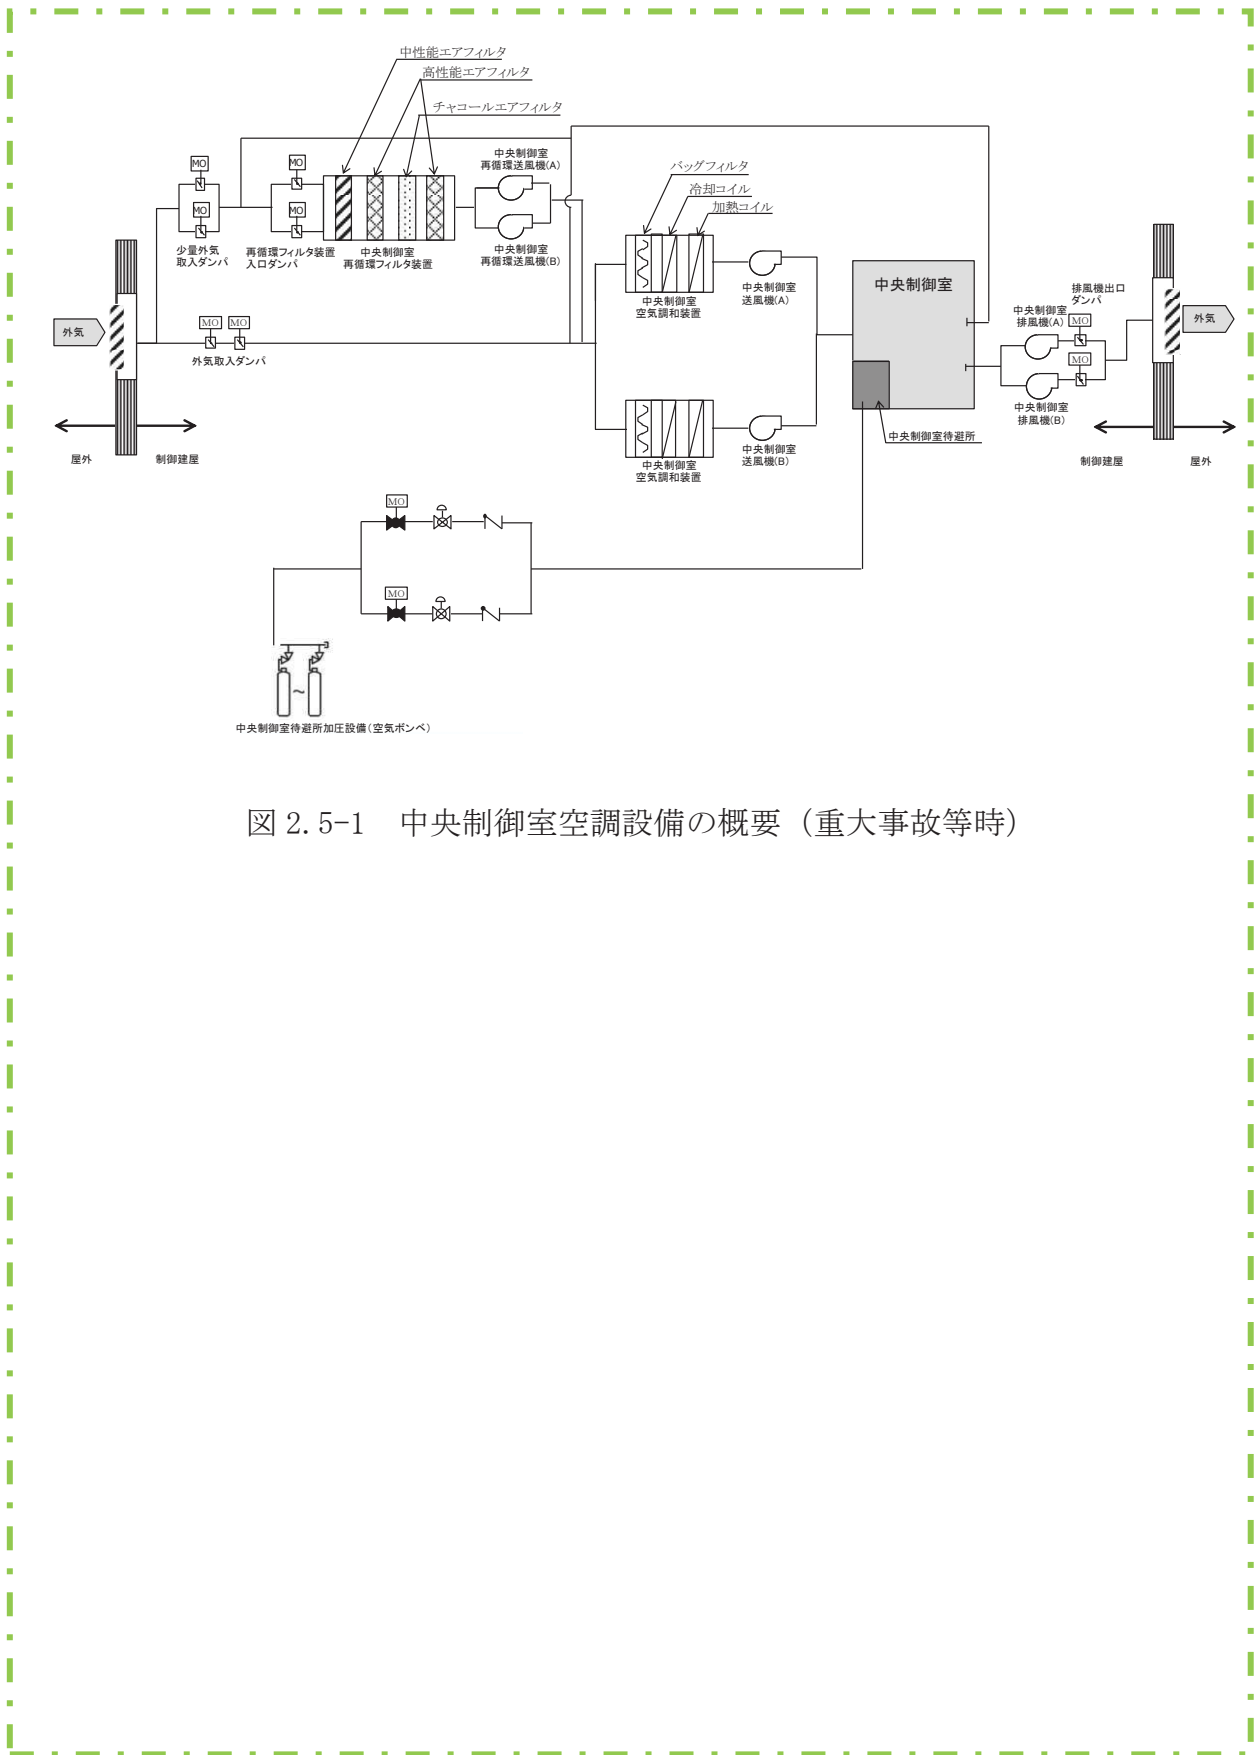 中性能エアフィルタ
高性能エアフィルタ
チャコールエアフィルタ
MO
MO
MO
MO
少量外気
取入ダンパ
再循環フィルタ装置
入口ダンパ
中央制御室
再循環フィルタ装置
中央制御室
再循環送風機(A)
中央制御室
再循環送風機(B)
外気
MO
MO
外気取入ダンパ
屋外
制御建屋
バッグフィルタ
冷却コイル
加熱コイル
中央制御室
空気調和装置
中央制御室
送風機(A)
中央制御室
空気調和装置
中央制御室
送風機(B)
中央制御室
中央制御室待避所
中央制御室
排風機(A)
中央制御室
排風機(B)
排風機出口
ダンパ
MO
MO
外気
制御建屋
屋外
MO
MO
～
中央制御室待避所加圧設備(空気ボンベ)
図 2.5-1　中央制御室空調設備の概要（重大事故等時）